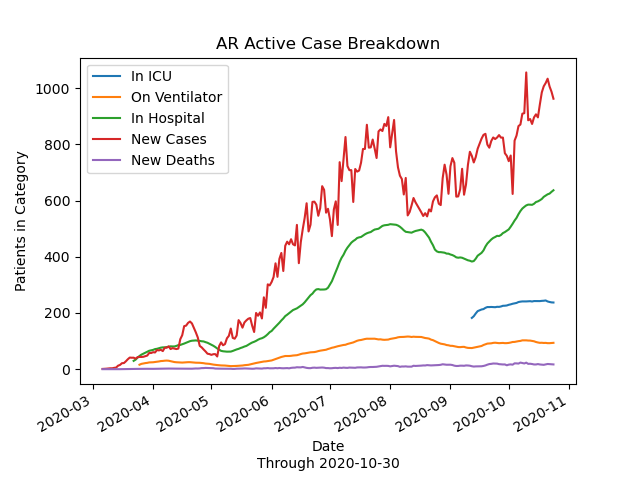 AR Active Case Breakdown
In ICU
On Ventilator
In Hospital
New Cases
New Deaths
Patients in Category
1000
800
600
400
200
0
2020-03
2020-04
2020-05
2020-06
2020-07
2020-08
2020-09
2020-10
2020-11
Date
Through 2020-10-30